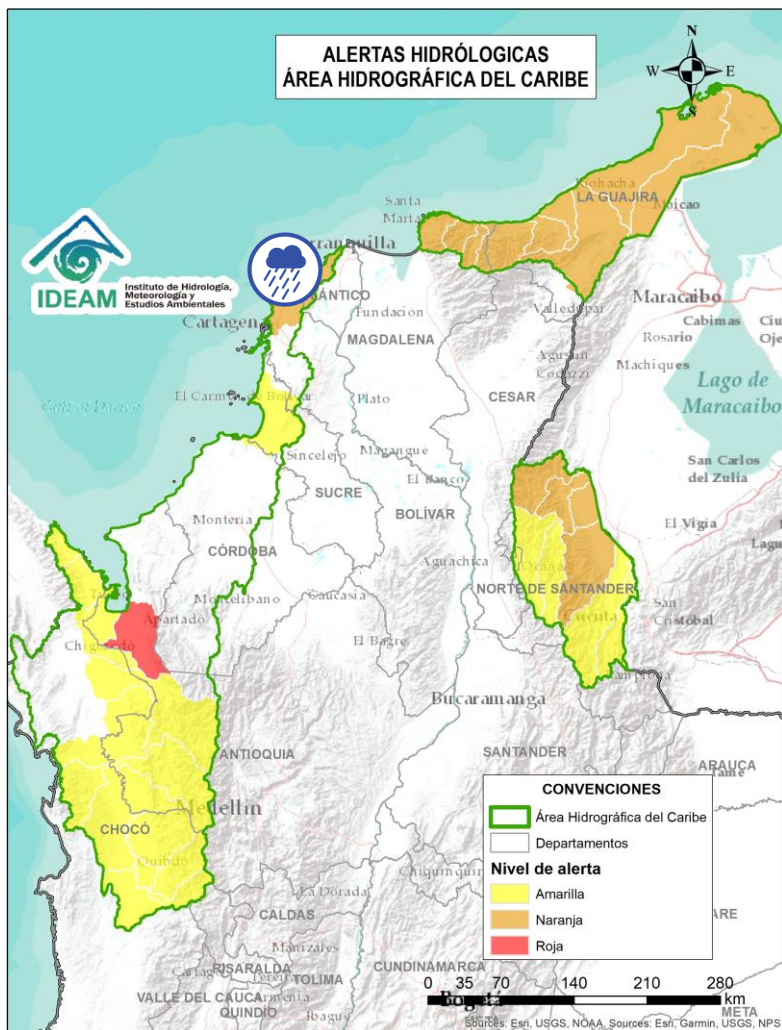 ALERTAS HIDRÓLOGICAS
ÁREA HIDROGRÁFICA DEL CARIBE
N
W
E
S
Riohacha
LA GUAJIRA
Maicao
Santa
Marta
IDEAM
Instituto de Hidrología,
Meteorología y
Estudios Ambientales
Maracaibo
Valledupar
Cabimas
Fundación
MAGDALENA
Rosario
Machiques
Agustín
Codazzi
CESAR
Lago de
Maracaibo
El Carmen de Bolívar
Plato
Sincelejo
Magangue
San Carlos
del Zulia
El Banco
SUCRE
BOLÍVAR
El Vigía
Montería
CÓRDOBA
Aguachica
Ocaña
NORTE DE SANTANDER
Apartado
Montelibano
Caucasia
Cúcuta
San
Cristóbal
El Bagre
Bucaramanga
ANTIOQUIA
SANTANDER
ARAUCA
Medellín
CHOCÓ
Quibdó
La Dorada
CALDAS
Manizales
RISARALDA
TOLIMA
CUNDINAMARCA
VALLE DEL CAUCA
QUINDÍO
Ibagué
Bogotá
META
CONVENCIONES
Área Hidrográfica del Caribe
Departamentos
Nivel de alerta
Amarilla
Naranja
Roja
0 35 70 140 210 280
km
Sources: Esri, USGS, NOAA, Sources: Esri, Garmin, USGS, NPS